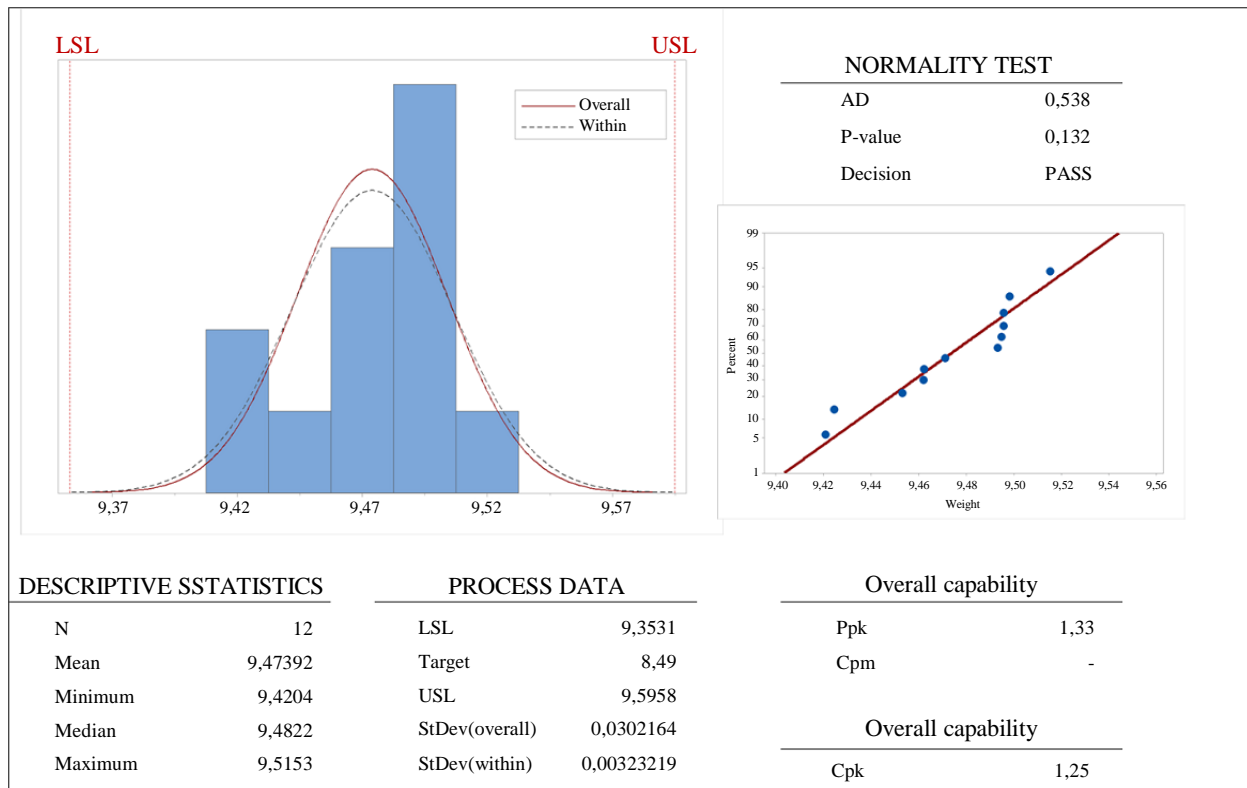 LSL USL
Overall
Within
9,37 9,42 9,47 9,52 9,57
NORMALITY TEST
AD 0,538
P-value 0,132
Decision PASS
99
95
90
80
70
60
50
40
30
20
10
5
1
Percent
9,40 9,42 9,44 9,46 9,48 9,50 9,52 9,54 9,56
Weight
DESCRIPTIVE SSTATISTICS
N 12
Mean 9,47392
Minimum 9,4204
Median 9,4822
Maximum 9,5153
PROCESS DATA
LSL 9,3531
Target 8,49
USL 9,5958
StDev(overall) 0,0302164
StDev(within) 0,00323219
Overall capability
Ppk 1,33
Cpm -
Overall capability
Cpk 1,25